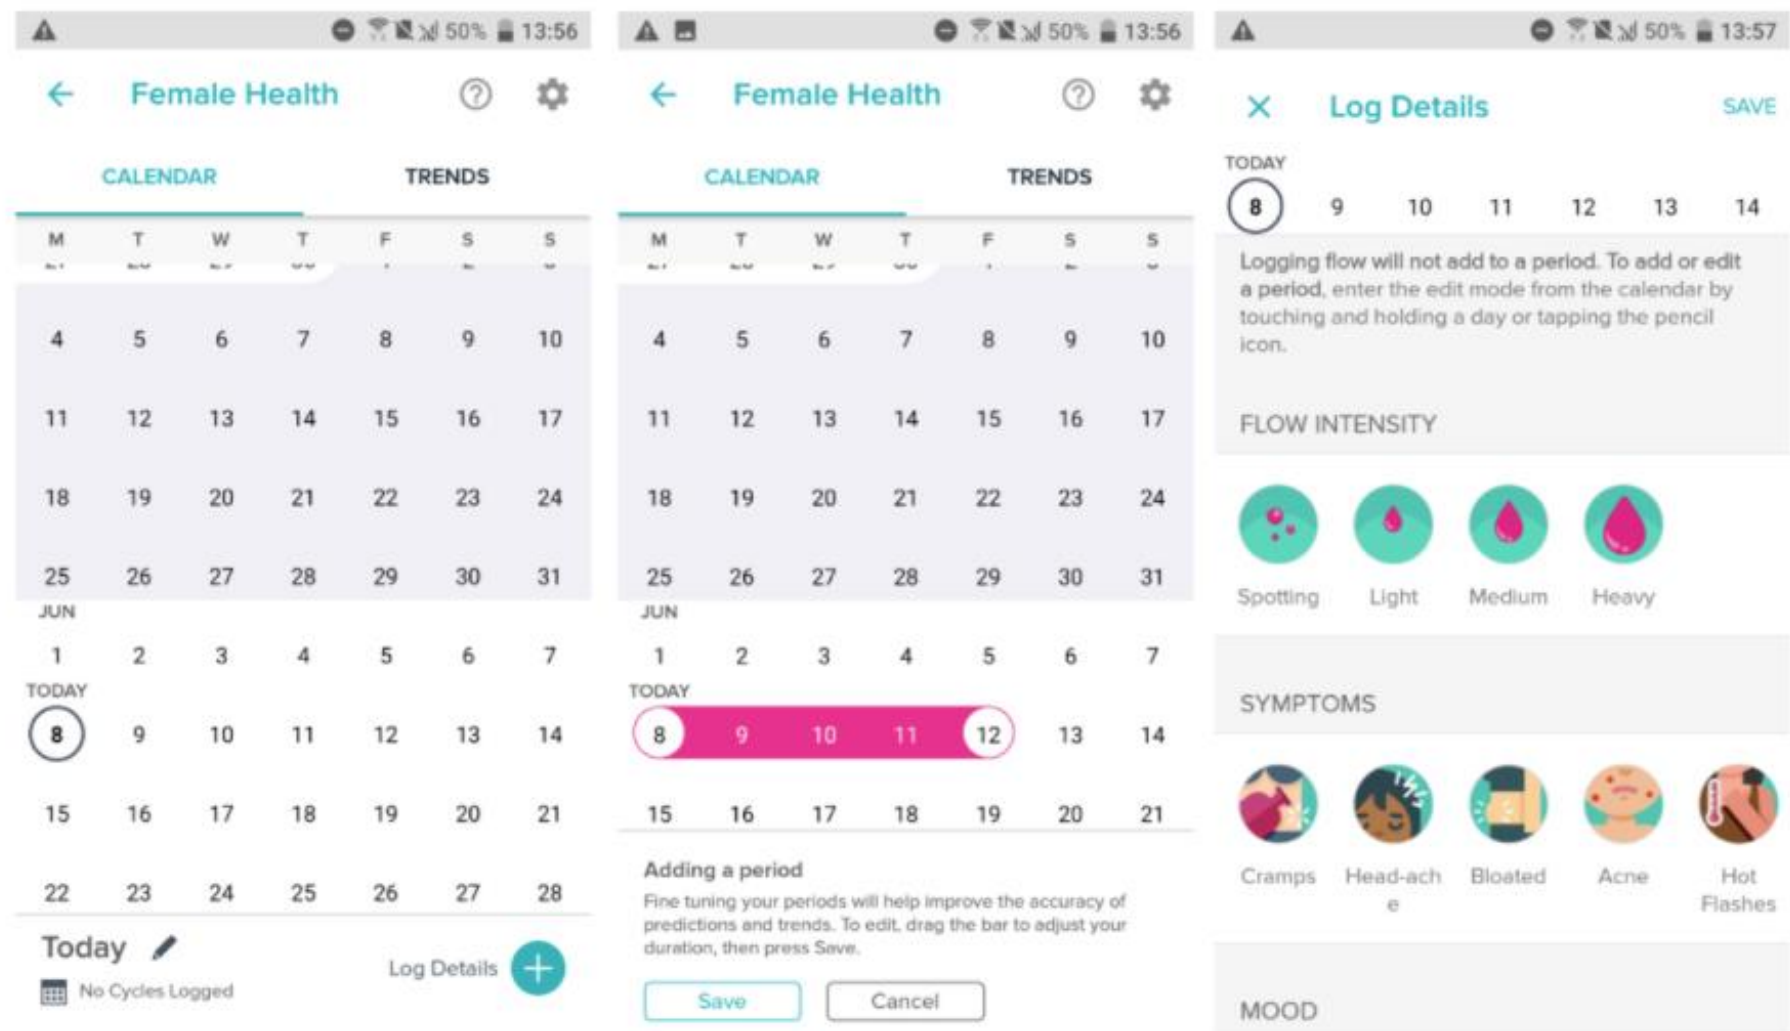 50% 13:56
Female Health
CALENDAR TRENDS
M T W T F S S
4 5 6 7 8 9 10
11 12 13 14 15 16 17
18 19 20 21 22 23 24
25 26 27 28 29 30 31
JUN
1 2 3 4 5 6 7
TODAY
8 9 10 11 12 13 14
15 16 17 18 19 20 21
22 23 24 25 26 27 28
Today
Log Details
No Cycles Logged
50% 13:56
Female Health
CALENDAR TRENDS
M T W T F S S
4 5 6 7 8 9 10
11 12 13 14 15 16 17
18 19 20 21 22 23 24
25 26 27 28 29 30 31
JUN
1 2 3 4 5 6 7
TODAY
8 9 10 11 12 13 14
15 16 17 18 19 20 21
Adding a period
Fine tuning your periods will help improve the accuracy of
predictions and trends. To edit, drag the bar to adjust your
duration, then press Save.
Save Cancel
50% 13:57
Log Details SAVE
TODAY
8 9 10 11 12 13 14
Logging flow will not add to a period. To add or edit
a period, enter the edit mode from the calendar by
touching and holding a day or tapping the pencil
icon.
FLOW INTENSITY
Spotting Light Medium Heavy
SYMPTOMS
Cramps Head-ach Bloated Acne Hot
e Flashes
MOOD